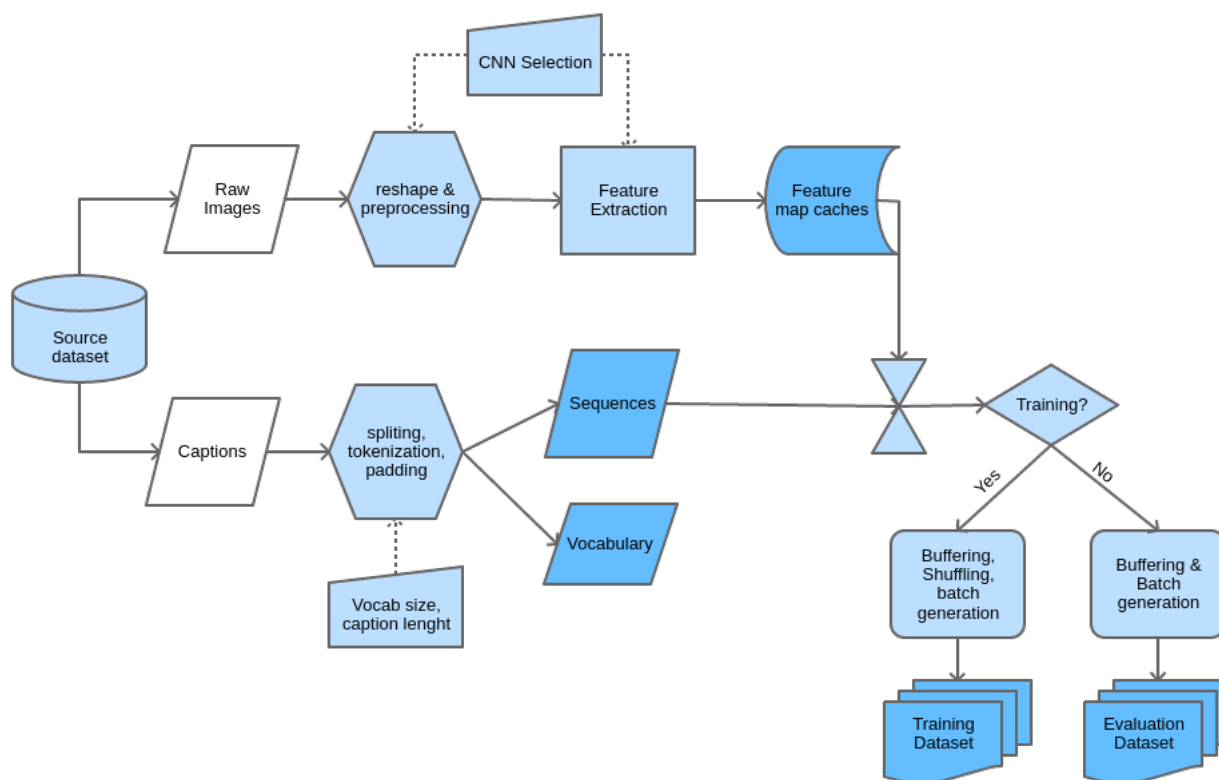 CNN Selection
Raw
Images
reshape &
preprocessing
Feature
Extraction
Feature
map caches
Source
dataset
Captions
spliting,
tokenization,
padding
Sequences
Vocabulary
Vocab size,
caption lenght
Training?
Yes
No
Buffering,
Shuffling,
batch
generation
Buffering &
Batch
generation
Training
Dataset
Evaluation
Dataset